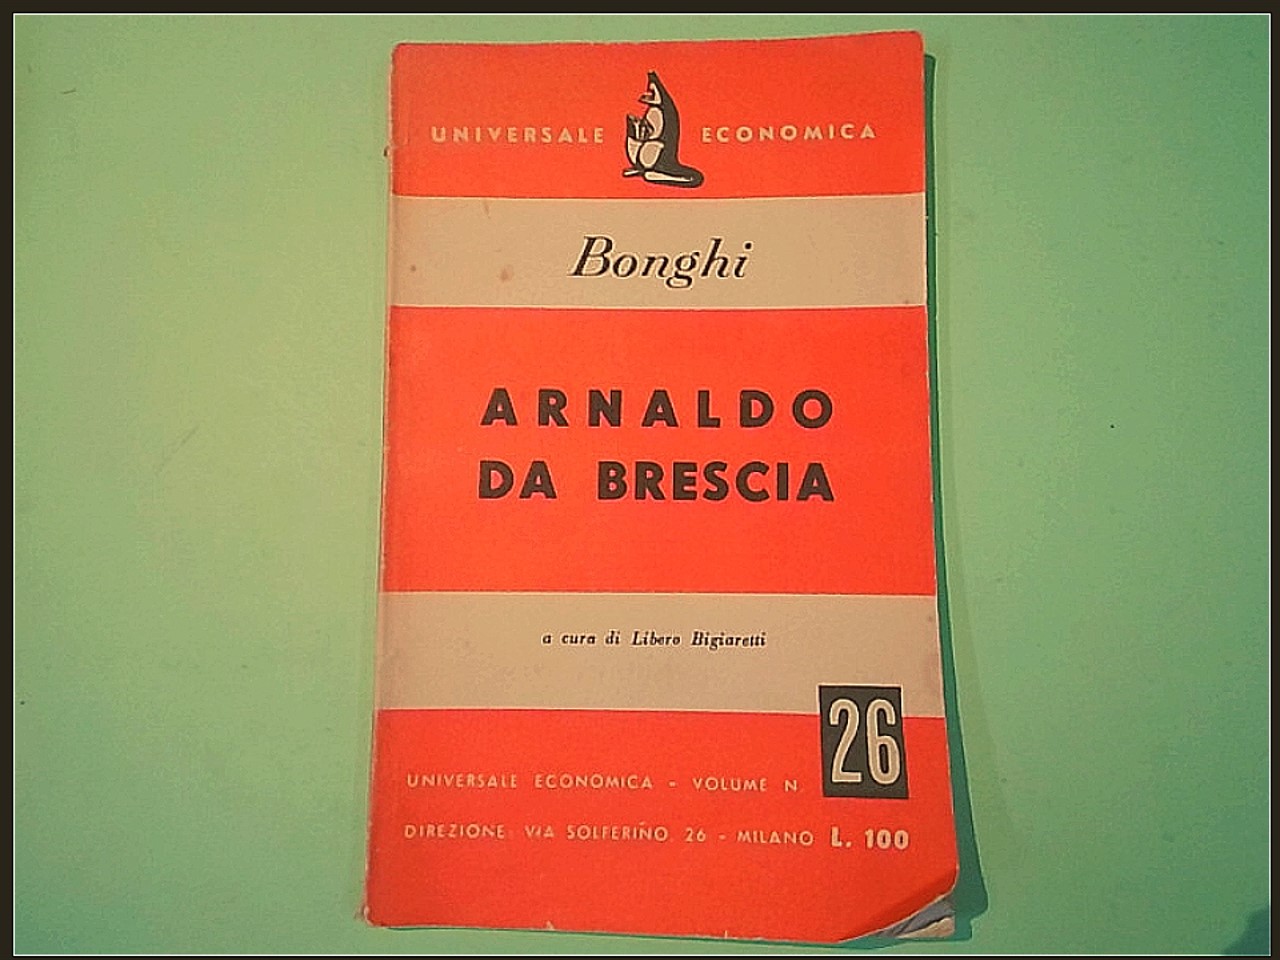 UNIVERSALE ECONOMICA
Bonghi
ARNALDO
DA BRESCIA
a cura di Libero Bigiaretti
26
UNIVERSALE ECONOMICA - VOLUME N.
DIREZIONE: VIA SOLFERINO, 26 - MILANO L. 100